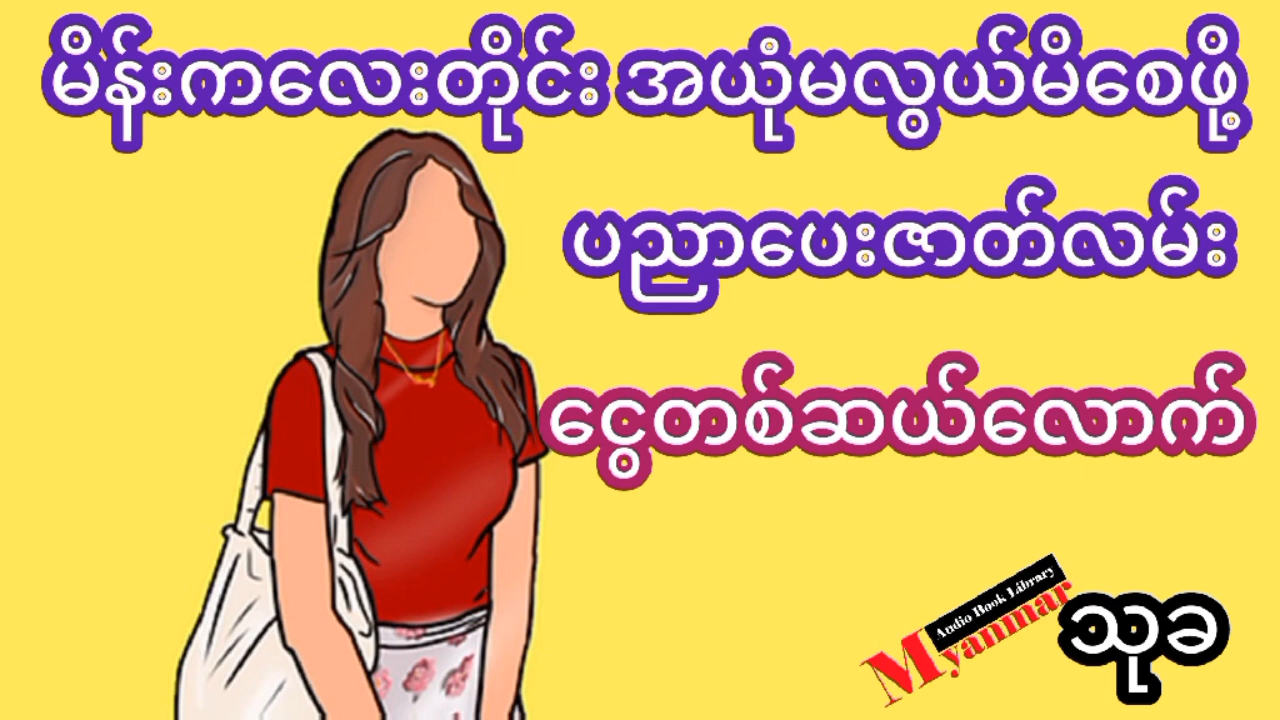 မိန်းကလေးတိုင်း အယုံမလွယ်မိစေဖို့
ပညာပေးဇာတ်လမ်း
ငွေတစ်ဆယ်လောက်
Audio Book Library
Myanmar
သုခ